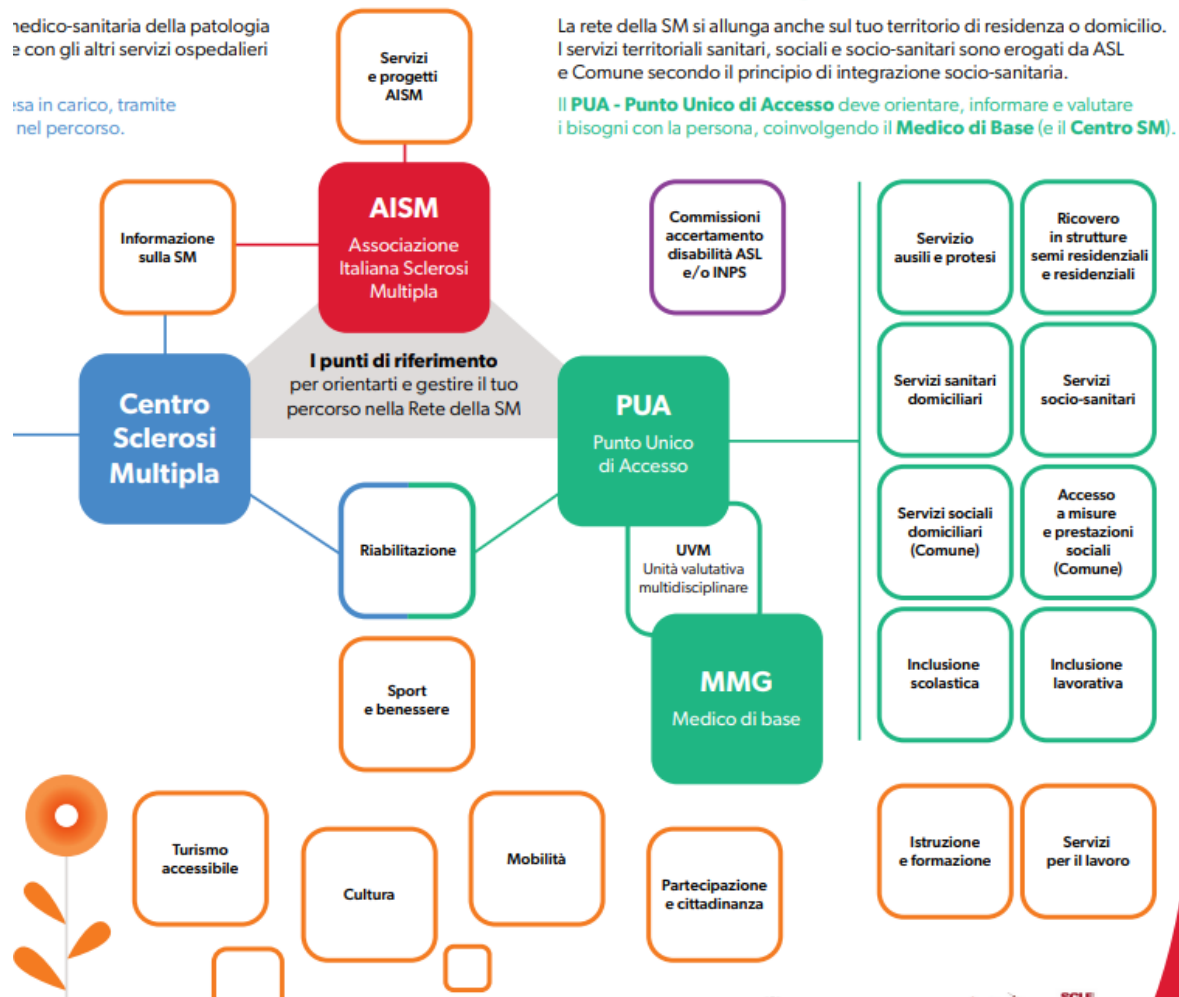 medico-sanitaria della patologia
e con gli altri servizi ospedalieri
esa in carico, tramite
nel percorso.
Servizi
e progetti
AISM
La rete della SM si allunga anche sul tuo territorio di residenza o domicilio.
I servizi territoriali sanitari, sociali e socio-sanitari sono erogati da ASL
e Comune secondo il principio di integrazione socio-sanitaria.
Il PUA - Punto Unico di Accesso deve orientare, informare e valutare
i bisogni con la persona, coinvolgendo il Medico di Base (e il Centro SM).
Informazione
sulla SM
AISM
Associazione
Italiana Sclerosi
Multipla
Commissioni
accertamento
disabilità ASL
e/o INPS
Servizio
ausili e protesi
Ricovero
in strutture
semi residenziali
e residenziali
I punti di riferimento
per orientarti e gestire il tuo
percorso nella Rete della SM
Centro
Sclerosi
Multipla
PUA
Punto Unico
di Accesso
Servizi sanitari
domiciliari
Servizi
socio-sanitari
Riabilitazione
UVM
Unità valutativa
multidisciplinare
Servizi sociali
domiciliari
(Comune)
Accesso
a misure
e prestazioni
sociali
(Comune)
Sport
e benessere
MMG
Medico di base
Inclusione
scolastica
Inclusione
lavorativa
Turismo
accessibile
Cultura
Mobilità
Partecipazione
e cittadinanza
Istruzione
e formazione
Servizi
per il lavoro